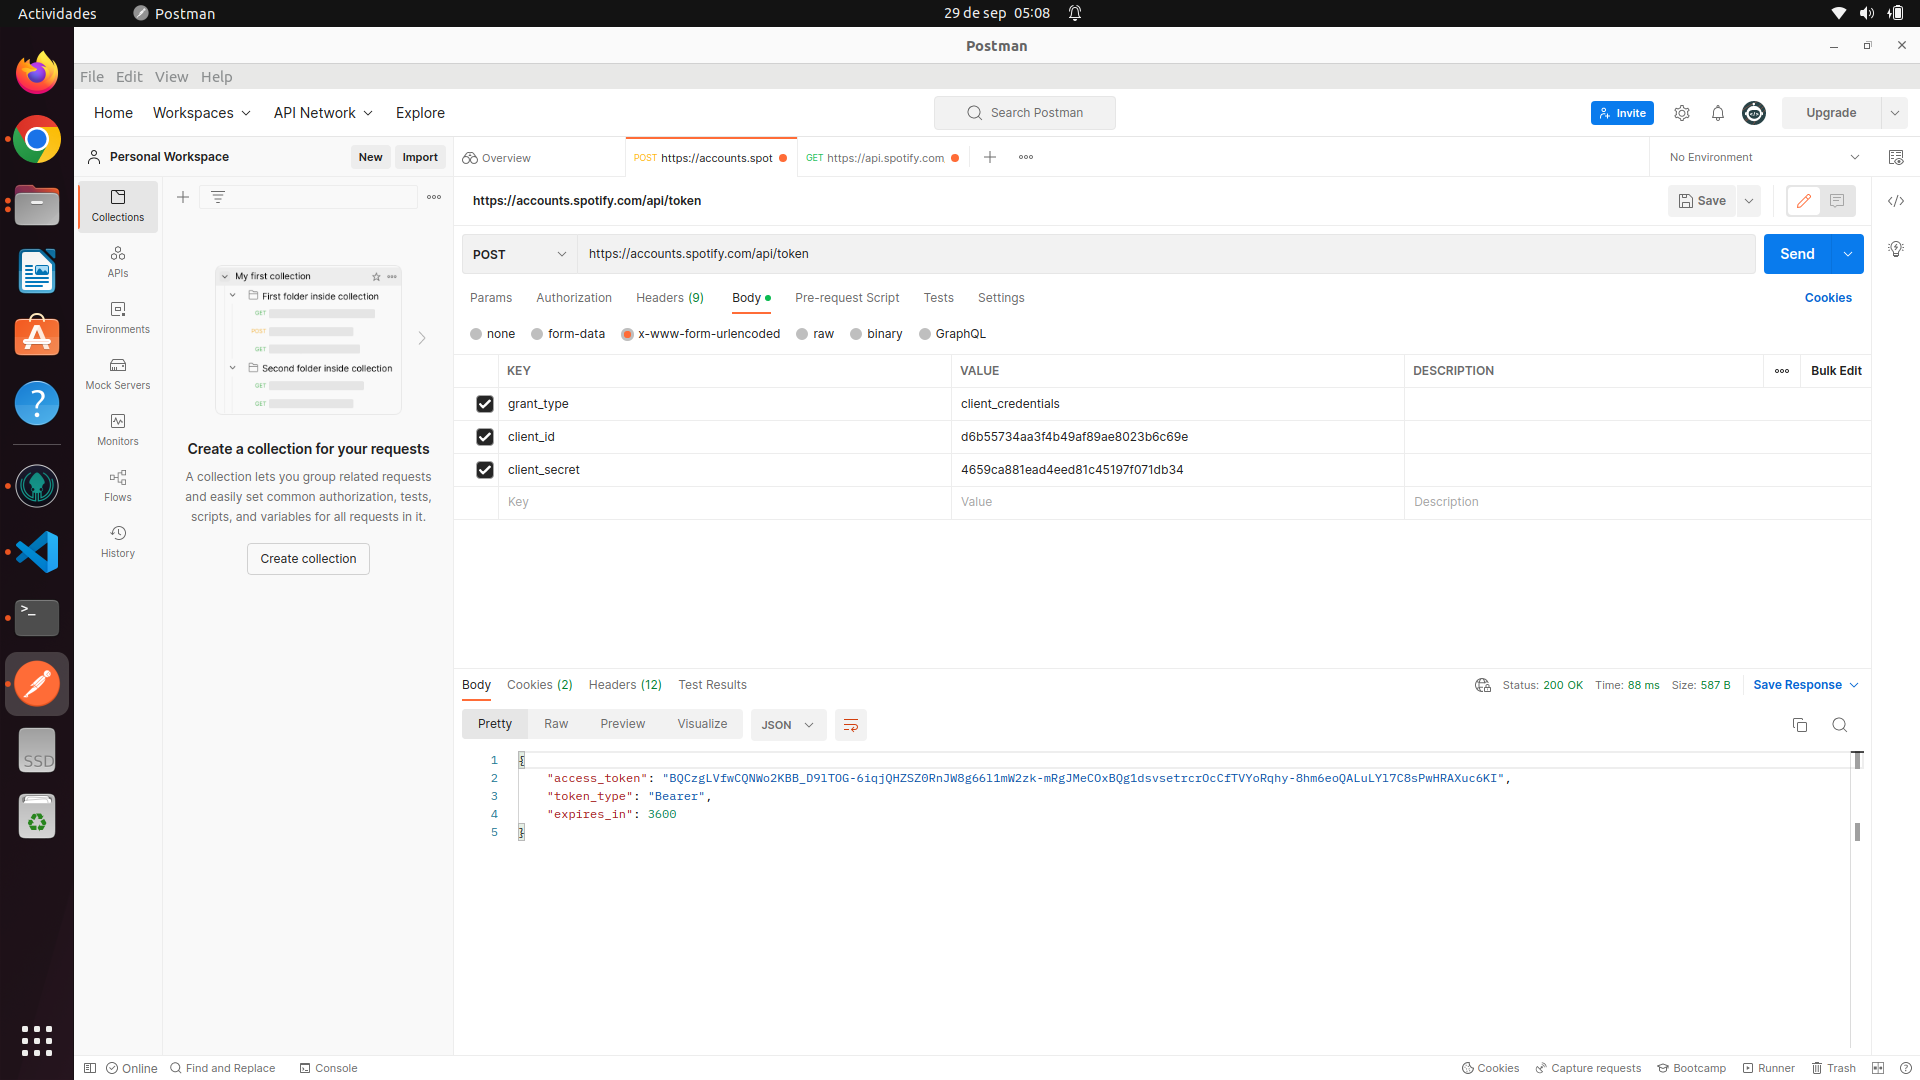 Actividades Postman 29 de sep 05:08
Postman
File Edit View Help
Home Workspaces API Network Explore Search Postman Invite Upgrade
Personal Workspace New Import Overview POST https://accounts.spot GET https://api.spotify.com No Environment
Collections
APIs
Environments
Mock Servers
Monitors
Flows
History
My first collection
First folder inside collection
GET
POST
GET
Second folder inside collection
GET
GET
Create a collection for your requests
A collection lets you group related requests
and easily set common authorization, tests,
scripts, and variables for all requests in it.
Create collection
https://accounts.spotify.com/api/token Save
POST https://accounts.spotify.com/api/token Send
Params Authorization Headers (9) Body Pre-request Script Tests Settings Cookies
none form-data x-www-form-urlencoded raw binary GraphQL
KEY VALUE DESCRIPTION Bulk Edit
grant_type client_credentials
client_id d6b55734aa3f4b49af89ae8023b6c69e
client_secret 4659ca881ead4eed81c45197f071db34
Key Value Description
Body Cookies (2) Headers (12) Test Results Status: 200 OK Time: 88 ms Size: 587 B Save Response
Pretty Raw Preview Visualize JSON
1 {
2 "access_token": "BQCzgLVfwCQNWo2KBB_D9lTOG-6iqjQHZSZ0RnJW8g66l1mW2zk-mRgJMeCOxBQg1dsvsetrcrOcCfTVYoRqhy-8hm6eoQALuLYl7C8sPwHRAXuc6KI",
3 "token_type": "Bearer",
4 "expires_in": 3600
5 }
SSD
Online Find and Replace Console Cookies Capture requests Bootcamp Runner Trash